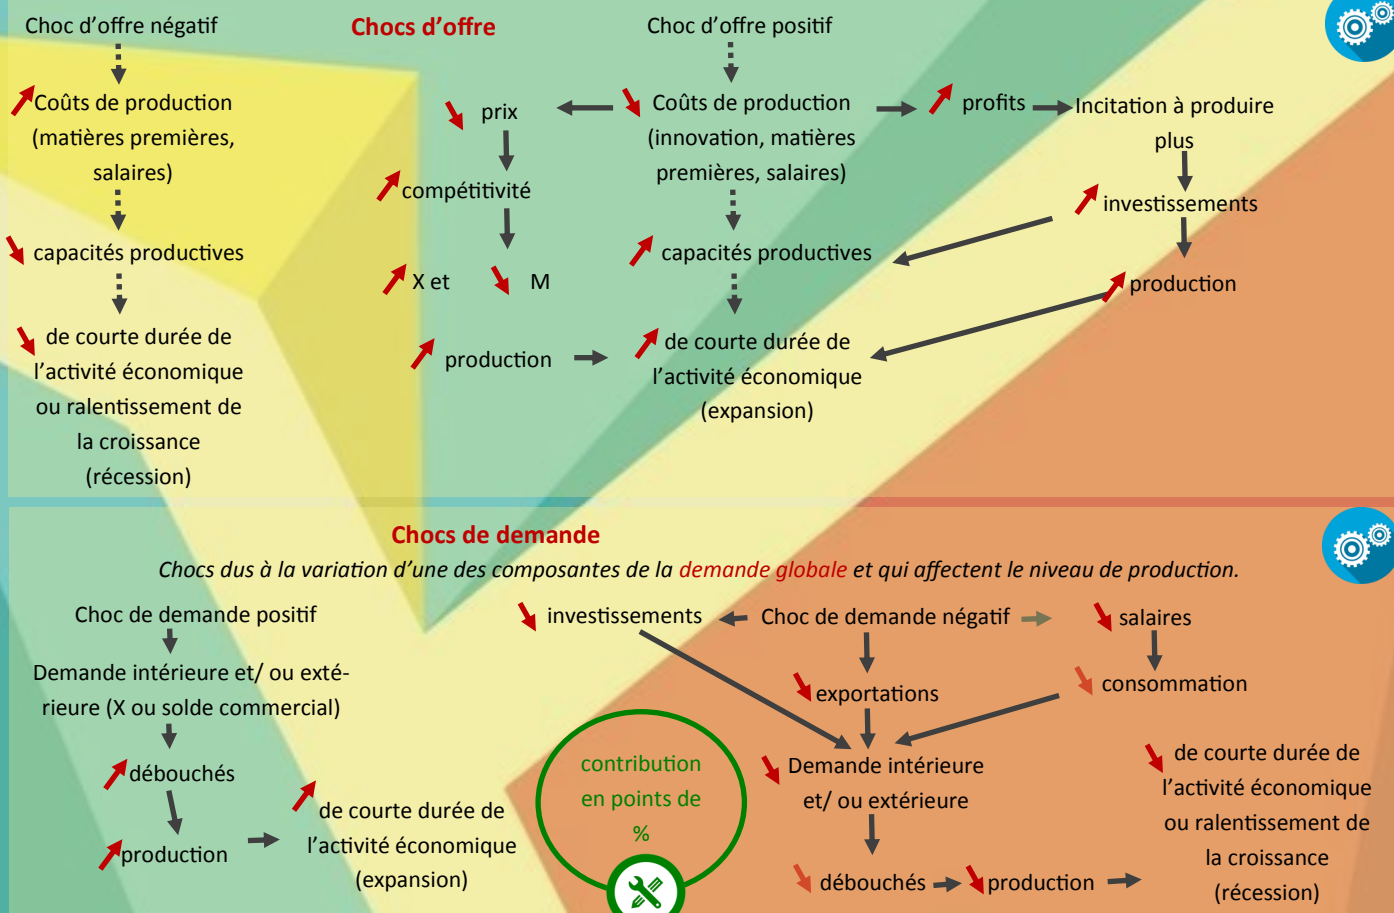 Choc d’offre négatif
Chocs d’offre
Choc d’offre positif
Coûts de production
(matières premières,
salaires)
capacités productives
de courte durée de
l’activité économique
ou ralentissement de
la croissance
(récession)
prix
compétitivité
X et
M
production
Coûts de production
(innovation, matières
premières, salaires)
capacités productives
de courte durée de
l’activité économique
(expansion)
profits
Incitation à produire
plus
investissements
production
Chocs de demande
Chocs dus à la variation d’une des composantes de la demande globale et qui affectent le niveau de production.
Choc de demande positif
Demande intérieure et/ ou exté-
rieure (X ou solde commercial)
débouchés
production
de courte durée de
l’activité économique
(expansion)
contribution
en points de
%
investissements
Choc de demande négatif
salaires
exportations
consommation
Demande intérieure
et/ ou extérieure
débouchés
production
de courte durée de
l’activité économique
ou ralentissement de
la croissance
(récession)